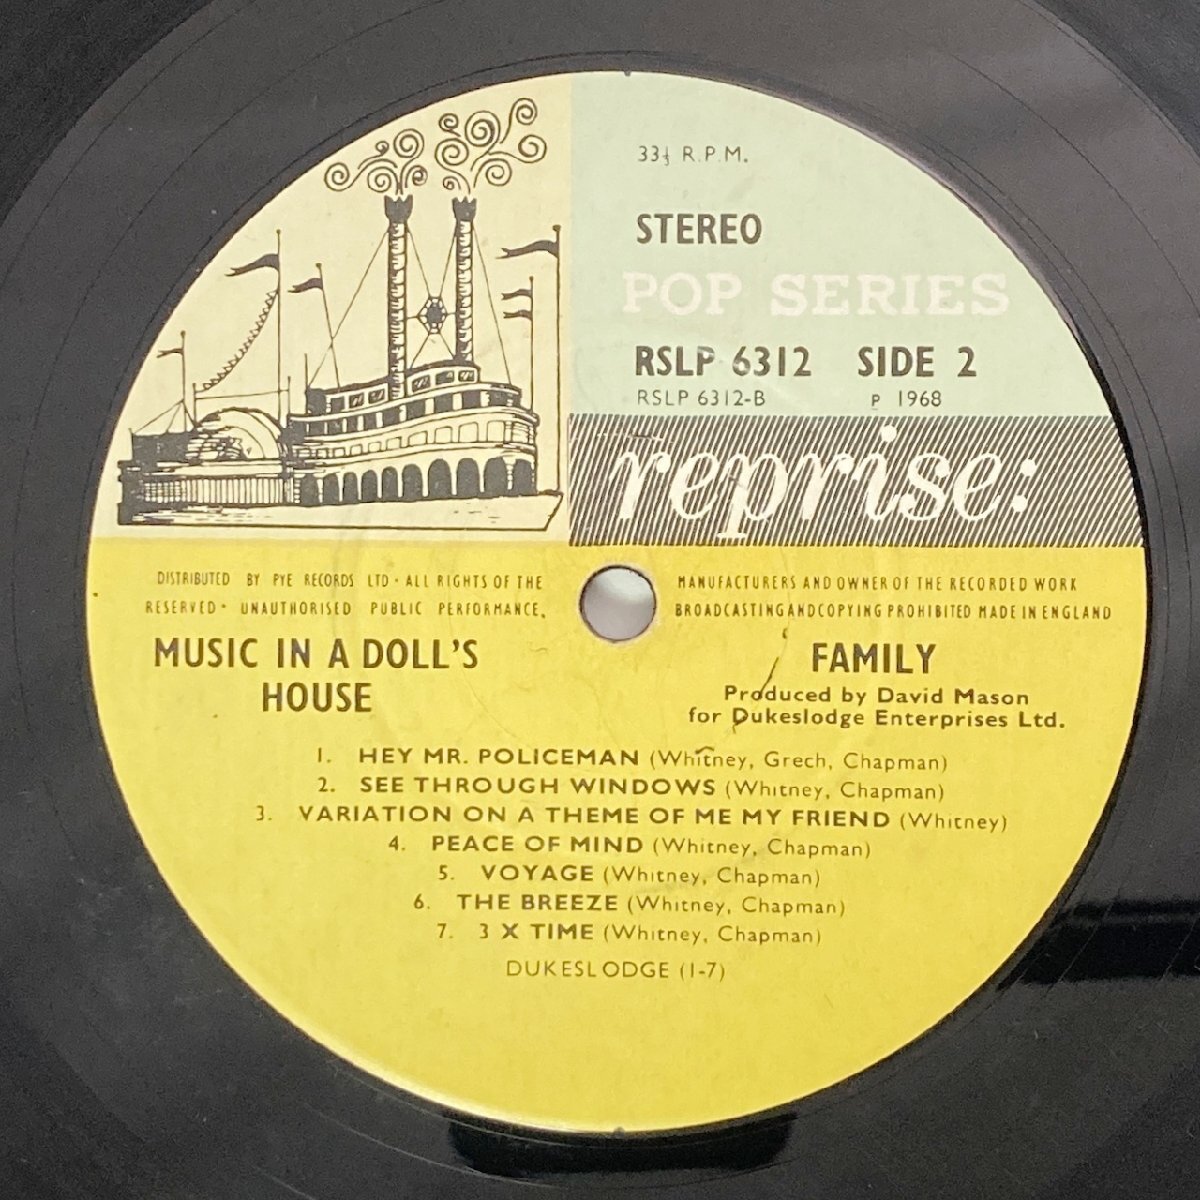 33⅓ R.P.M.
STEREO
POP SERIES
RSLP 6312 SIDE 2
RSLP 6312-B P 1968
reprise:
DISTRIBUTED BY PYE RECORDS LTD · ALL RIGHTS OF THE MANUFACTURERS AND OWNER OF THE RECORDED WORK
RESERVED · UNAUTHORISED PUBLIC PERFORMANCE, BROADCASTING AND COPYING PROHIBITED MADE IN ENGLAND
MUSIC IN A DOLL'S
HOUSE
FAMILY
Produced by David Mason
for Dukeslodge Enterprises Ltd.
1. HEY MR. POLICEMAN (Whitney, Grech, Chapman)
2. SEE THROUGH WINDOWS (Whitney, Chapman)
3. VARIATION ON A THEME OF ME MY FRIEND (Whitney)
4. PEACE OF MIND (Whitney, Chapman)
5. VOYAGE (Whitney, Chapman)
6. THE BREEZE (Whitney, Chapman)
7. 3 X TIME (Whitney, Chapman)
DUKESLODGE (1-7)